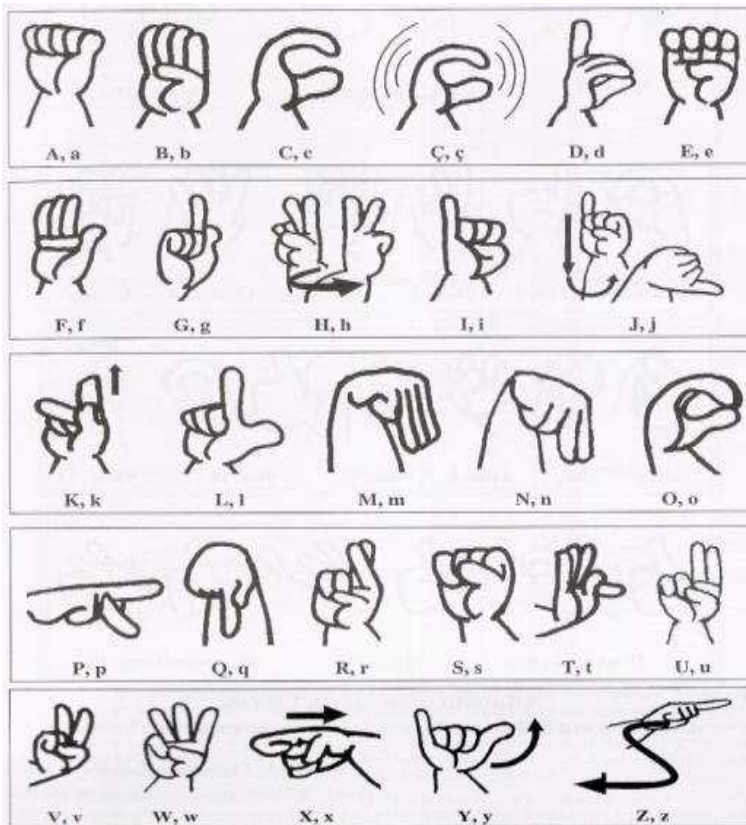 A, a B, b C, c Ç, ç D, d E, e
F, f G, g H, h I, i J, j
K, k L, l M, m N, n O, o
P, p Q, q R, r S, s T, t U, u
V, v W, w X, x Y, y Z, z